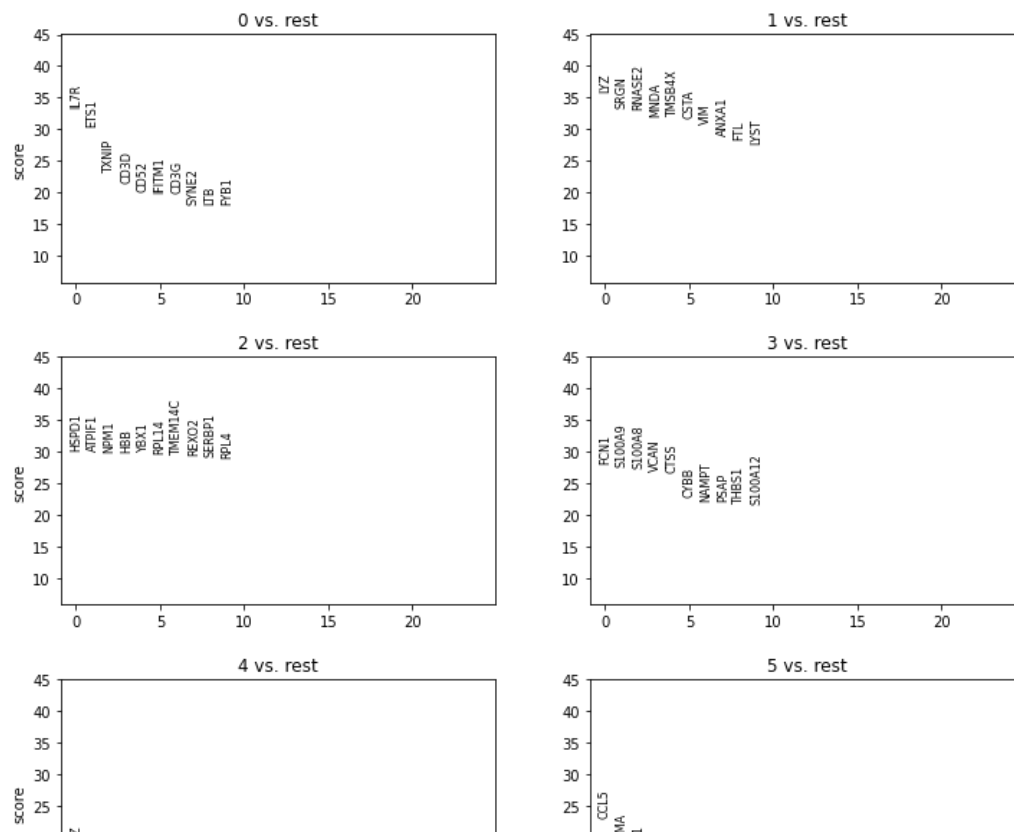 0 vs. rest
45
40
35
30
25
20
15
10
score
IL7R
ETS1
TXNIP
CD3D
CD52
IFITM1
CD3G
SYNE2
LTB
FYB1
0 5 10 15 20
1 vs. rest
45
40
35
30
25
20
15
10
LYZ
SRGN
RNASE2
MNDA
TMSB4X
CSTA
VIM
ANXA1
FTL
LYST
0 5 10 15 20
2 vs. rest
45
40
35
30
25
20
15
10
score
HSPD1
ATPIF1
NPM1
HBB
YBX1
RPL14
TMEM14C
REXO2
SERBP1
RPL4
0 5 10 15 20
3 vs. rest
45
40
35
30
25
20
15
10
FCN1
S100A9
S100A8
VCAN
CTSS
CYBB
NAMPT
PSAP
THBS1
S100A12
0 5 10 15 20
4 vs. rest
45
40
35
30
25
score
5 vs. rest
45
40
35
30
25
CCL5